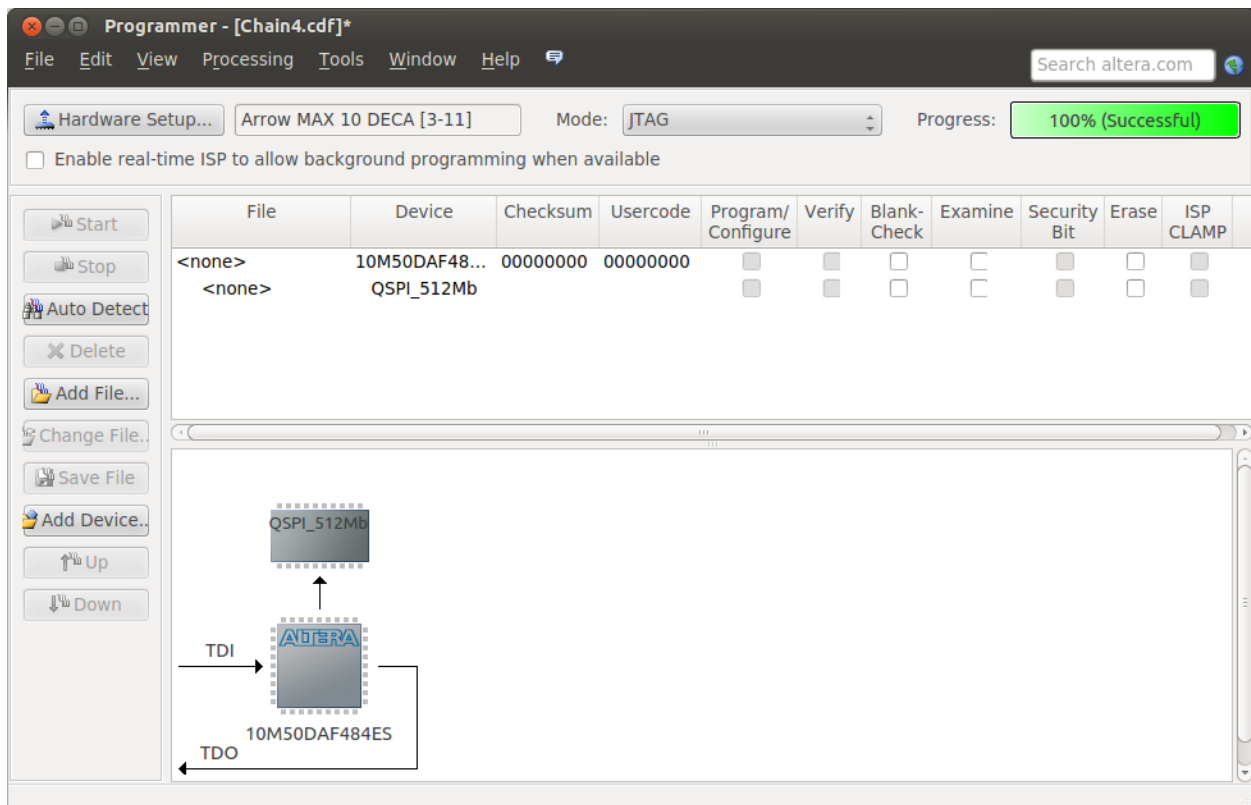 Programmer - [Chain4.cdf]*
File Edit View Processing Tools Window Help Search altera.com
Hardware Setup... Arrow MAX 10 DECA [3-11] Mode: JTAG Progress: 100% (Successful)
Enable real-time ISP to allow background programming when available
Start
Stop
Auto Detect
Delete
Add File...
Change File..
Save File
Add Device..
Up
Down
File Device Checksum Usercode Program/ Verify Blank- Examine Security Erase ISP
Configure Check Bit CLAMP
<none> 10M50DAF48... 00000000 00000000
<none> QSPI_512Mb
QSPI_512Mb
ALTERA
TDI
10M50DAF484ES
TDO